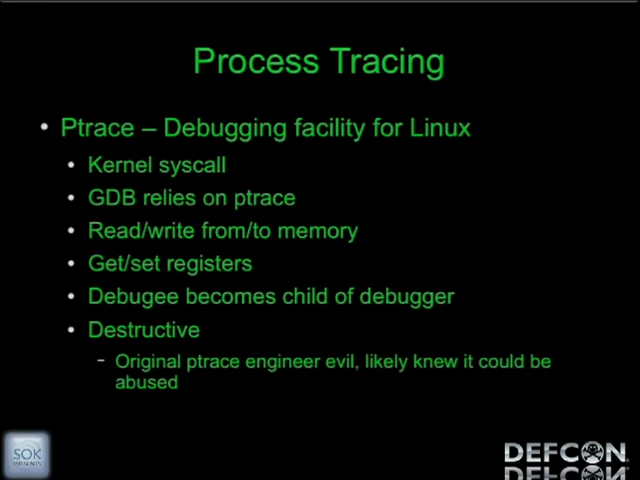 Process Tracing
• Ptrace – Debugging facility for Linux
• Kernel syscall
• GDB relies on ptrace
• Read/write from/to memory
• Get/set registers
• Debugee becomes child of debugger
• Destructive
– Original ptrace engineer evil, likely knew it could be
abused
SOK
PRESENTS
DEFCON